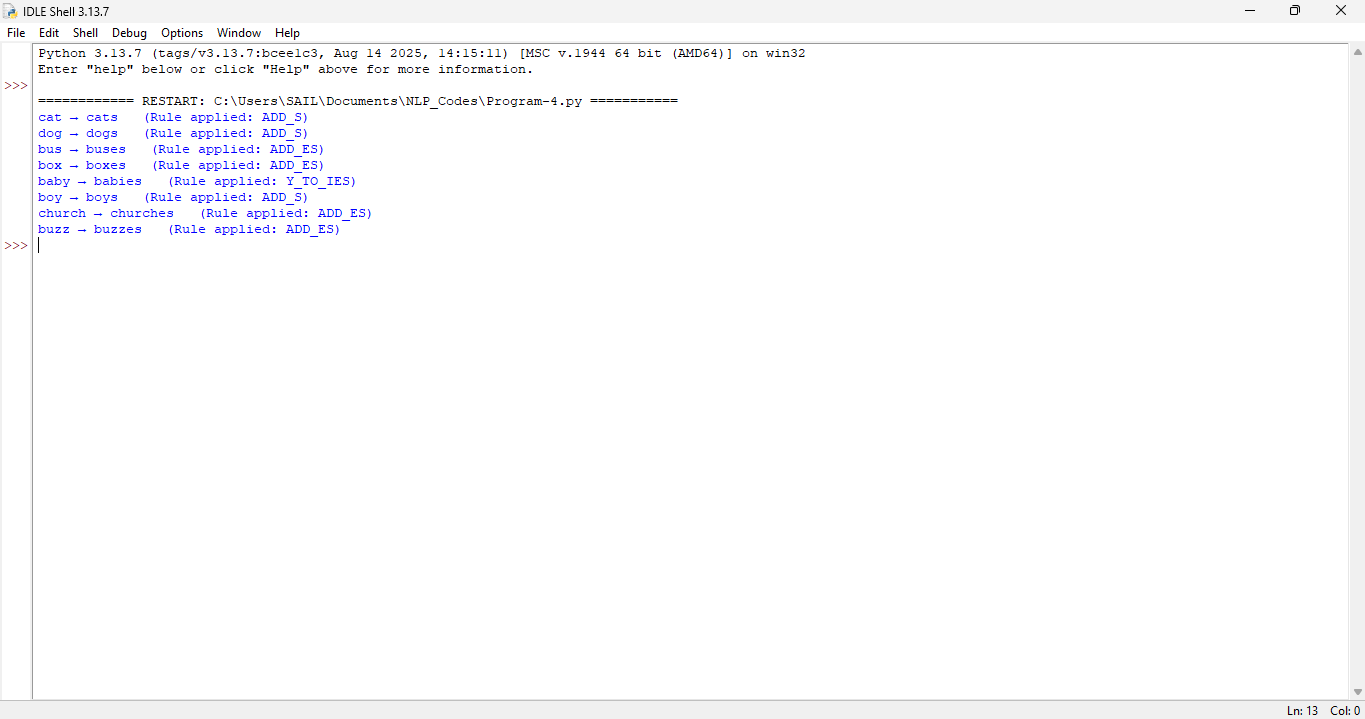 IDLE Shell 3.13.7
File Edit Shell Debug Options Window Help
Python 3.13.7 (tags/v3.13.7:bcee1c3, Aug 14 2025, 14:15:11) [MSC v.1944 64 bit (AMD64)] on win32
Enter "help" below or click "Help" above for more information.
>>>
============ RESTART: C:\Users\SAIL\Documents\NLP_Codes\Program-4.py ===========
cat → cats   (Rule applied: ADD_S)
dog → dogs   (Rule applied: ADD_S)
bus → buses   (Rule applied: ADD_ES)
box → boxes   (Rule applied: ADD_ES)
baby → babies   (Rule applied: Y_TO_IES)
boy → boys   (Rule applied: ADD_S)
church → churches   (Rule applied: ADD_ES)
buzz → buzzes   (Rule applied: ADD_ES)
>>>
Ln: 13 Col: 0